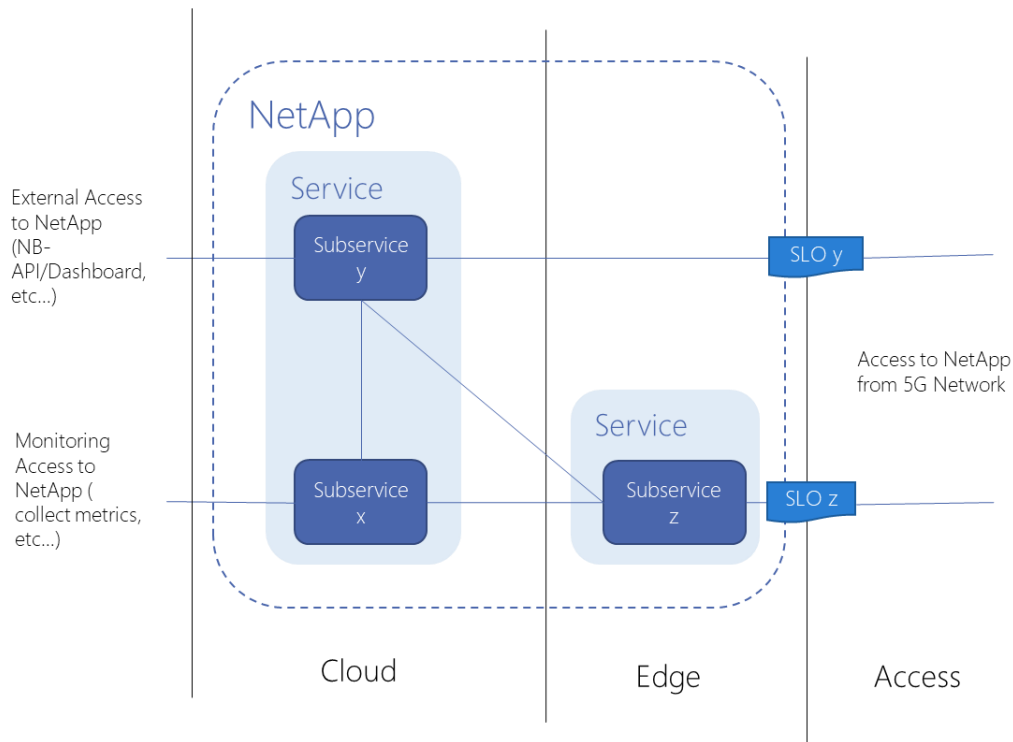 NetApp
Service
Subservice
y
External Access
to NetApp
(NB-
API/Dashboard,
etc...)
SLO y
Access to NetApp
from 5G Network
Service
Monitoring
Access to
NetApp (
collect metrics,
etc...)
Subservice
x
Subservice
z
SLO z
Cloud
Edge
Access